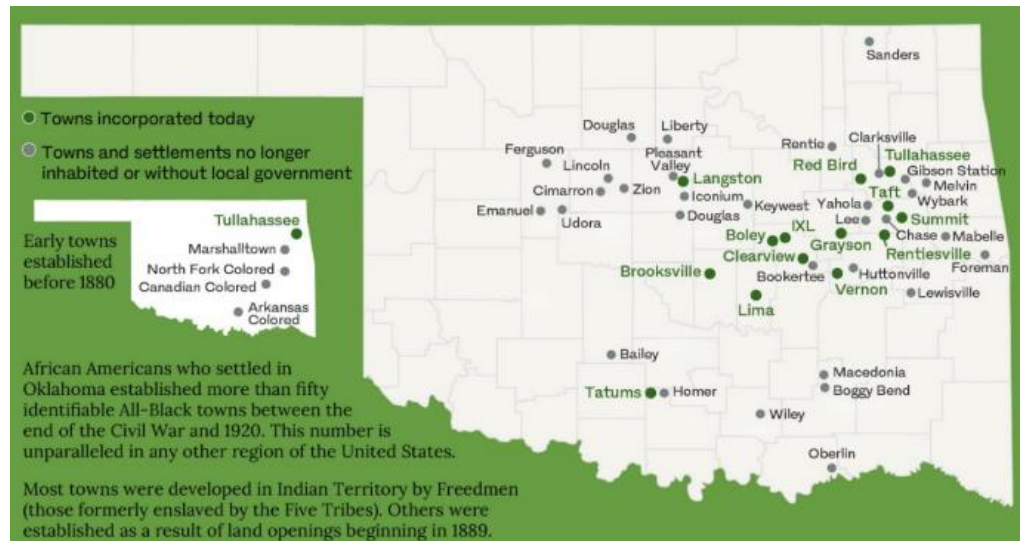 Towns incorporated today
Towns and settlements no longer
inhabited or without local government
Early towns
established
before 1880
Tullahassee
Marshalltown
North Fork Colored
Canadian Colored
Arkansas
Colored
African Americans who settled in
Oklahoma established more than fifty
identifiable All-Black towns between the
end of the Civil War and 1920. This number is
unparalleled in any other region of the United States.
Most towns were developed in Indian Territory by Freedmen
(those formerly enslaved by the Five Tribes). Others were
established as a result of land openings beginning in 1889.
Sanders
Douglas
Liberty
Rentie
Clarksville
Ferguson
Pleasant
Valley
Red Bird
Tullahassee
Lincoln
Gibson Station
Langston
Taft
Melvin
Cimarron
Zion
Iconium
Keywest
Yahola
Wybark
Emanuel
Udora
Douglas
Lee
Summit
Boley
IXL
Grayson
Chase
Mabelle
Clearview
Rentiesville
Brooksville
Bookertee
Huttonville
Foreman
Vernon
Lewisville
Lima
Bailey
Macedonia
Boggy Bend
Tatums
Homer
Wiley
Oberlin